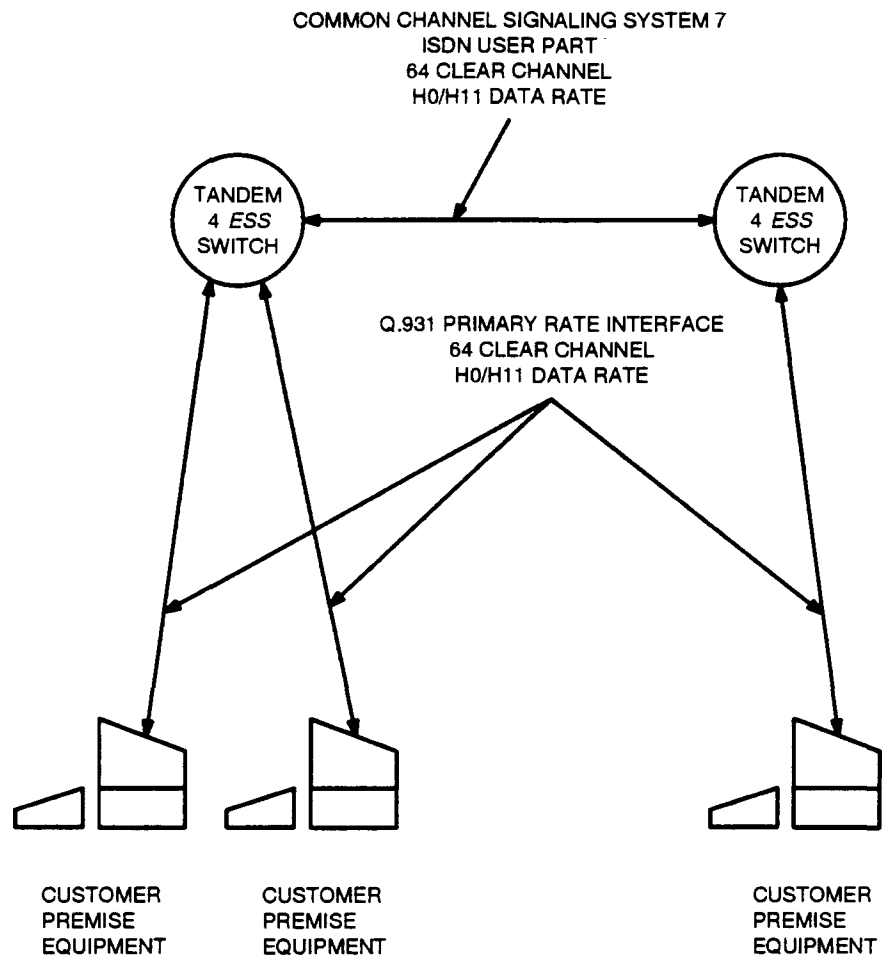 COMMON CHANNEL SIGNALING SYSTEM 7
ISDN USER PART
64 CLEAR CHANNEL
H0/H11 DATA RATE
TANDEM
4 ESS
SWITCH
TANDEM
4 ESS
SWITCH
Q.931 PRIMARY RATE INTERFACE
64 CLEAR CHANNEL
H0/H11 DATA RATE
CUSTOMER
PREMISE
EQUIPMENT
CUSTOMER
PREMISE
EQUIPMENT
CUSTOMER
PREMISE
EQUIPMENT